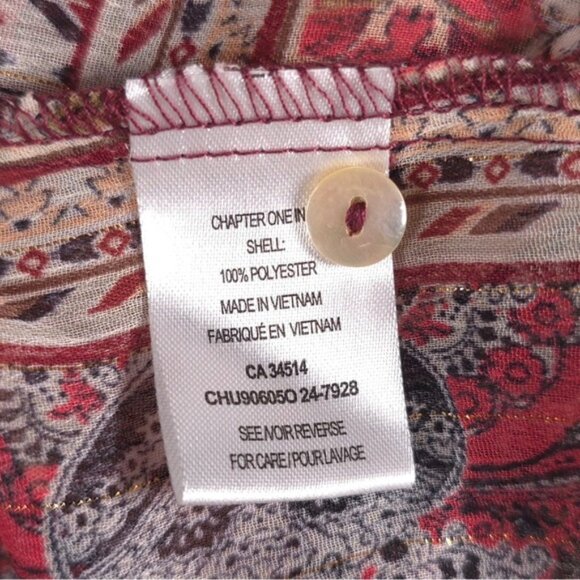 CHAPTER ONE IN
SHELL:
100% POLYESTER
MADE IN VIETNAM
FABRIQUÉ EN VIETNAM
CA 34514
CHU90605O 24-7928
SEE/VOIR REVERSE
FOR CARE/POUR LAVAGE